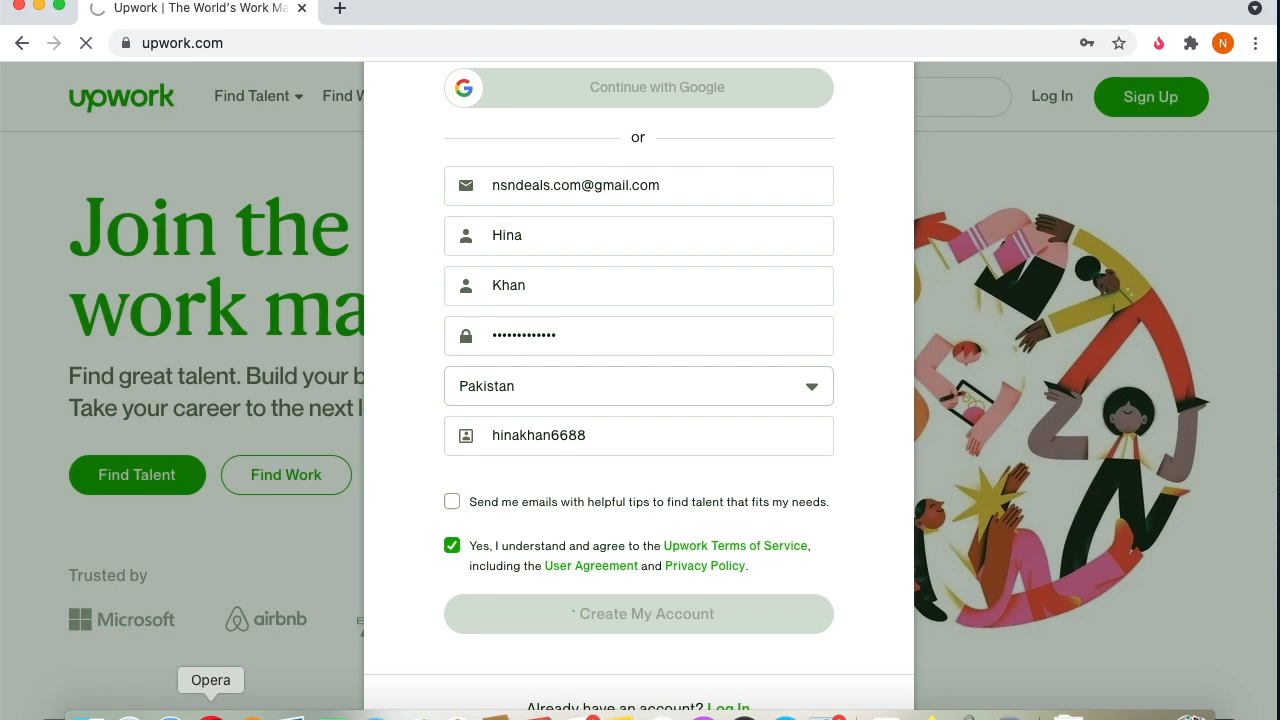 Upwork | The World's Work Ma
upwork.com
N
upwork
Find Talent
Find W
Log In
Sign Up
Continue with Google
or
nsndeals.com@gmail.com
Hina
Khan
•••••••••••••
Pakistan
hinakhan6688
Send me emails with helpful tips to find talent that fits my needs.
Yes, I understand and agree to the Upwork Terms of Service,
including the User Agreement and Privacy Policy.
Create My Account
Already have an account? Log In
Join the
work ma
Find great talent. Build your b
Take your career to the next l
Find Talent
Find Work
Trusted by
Microsoft
airbnb
Opera